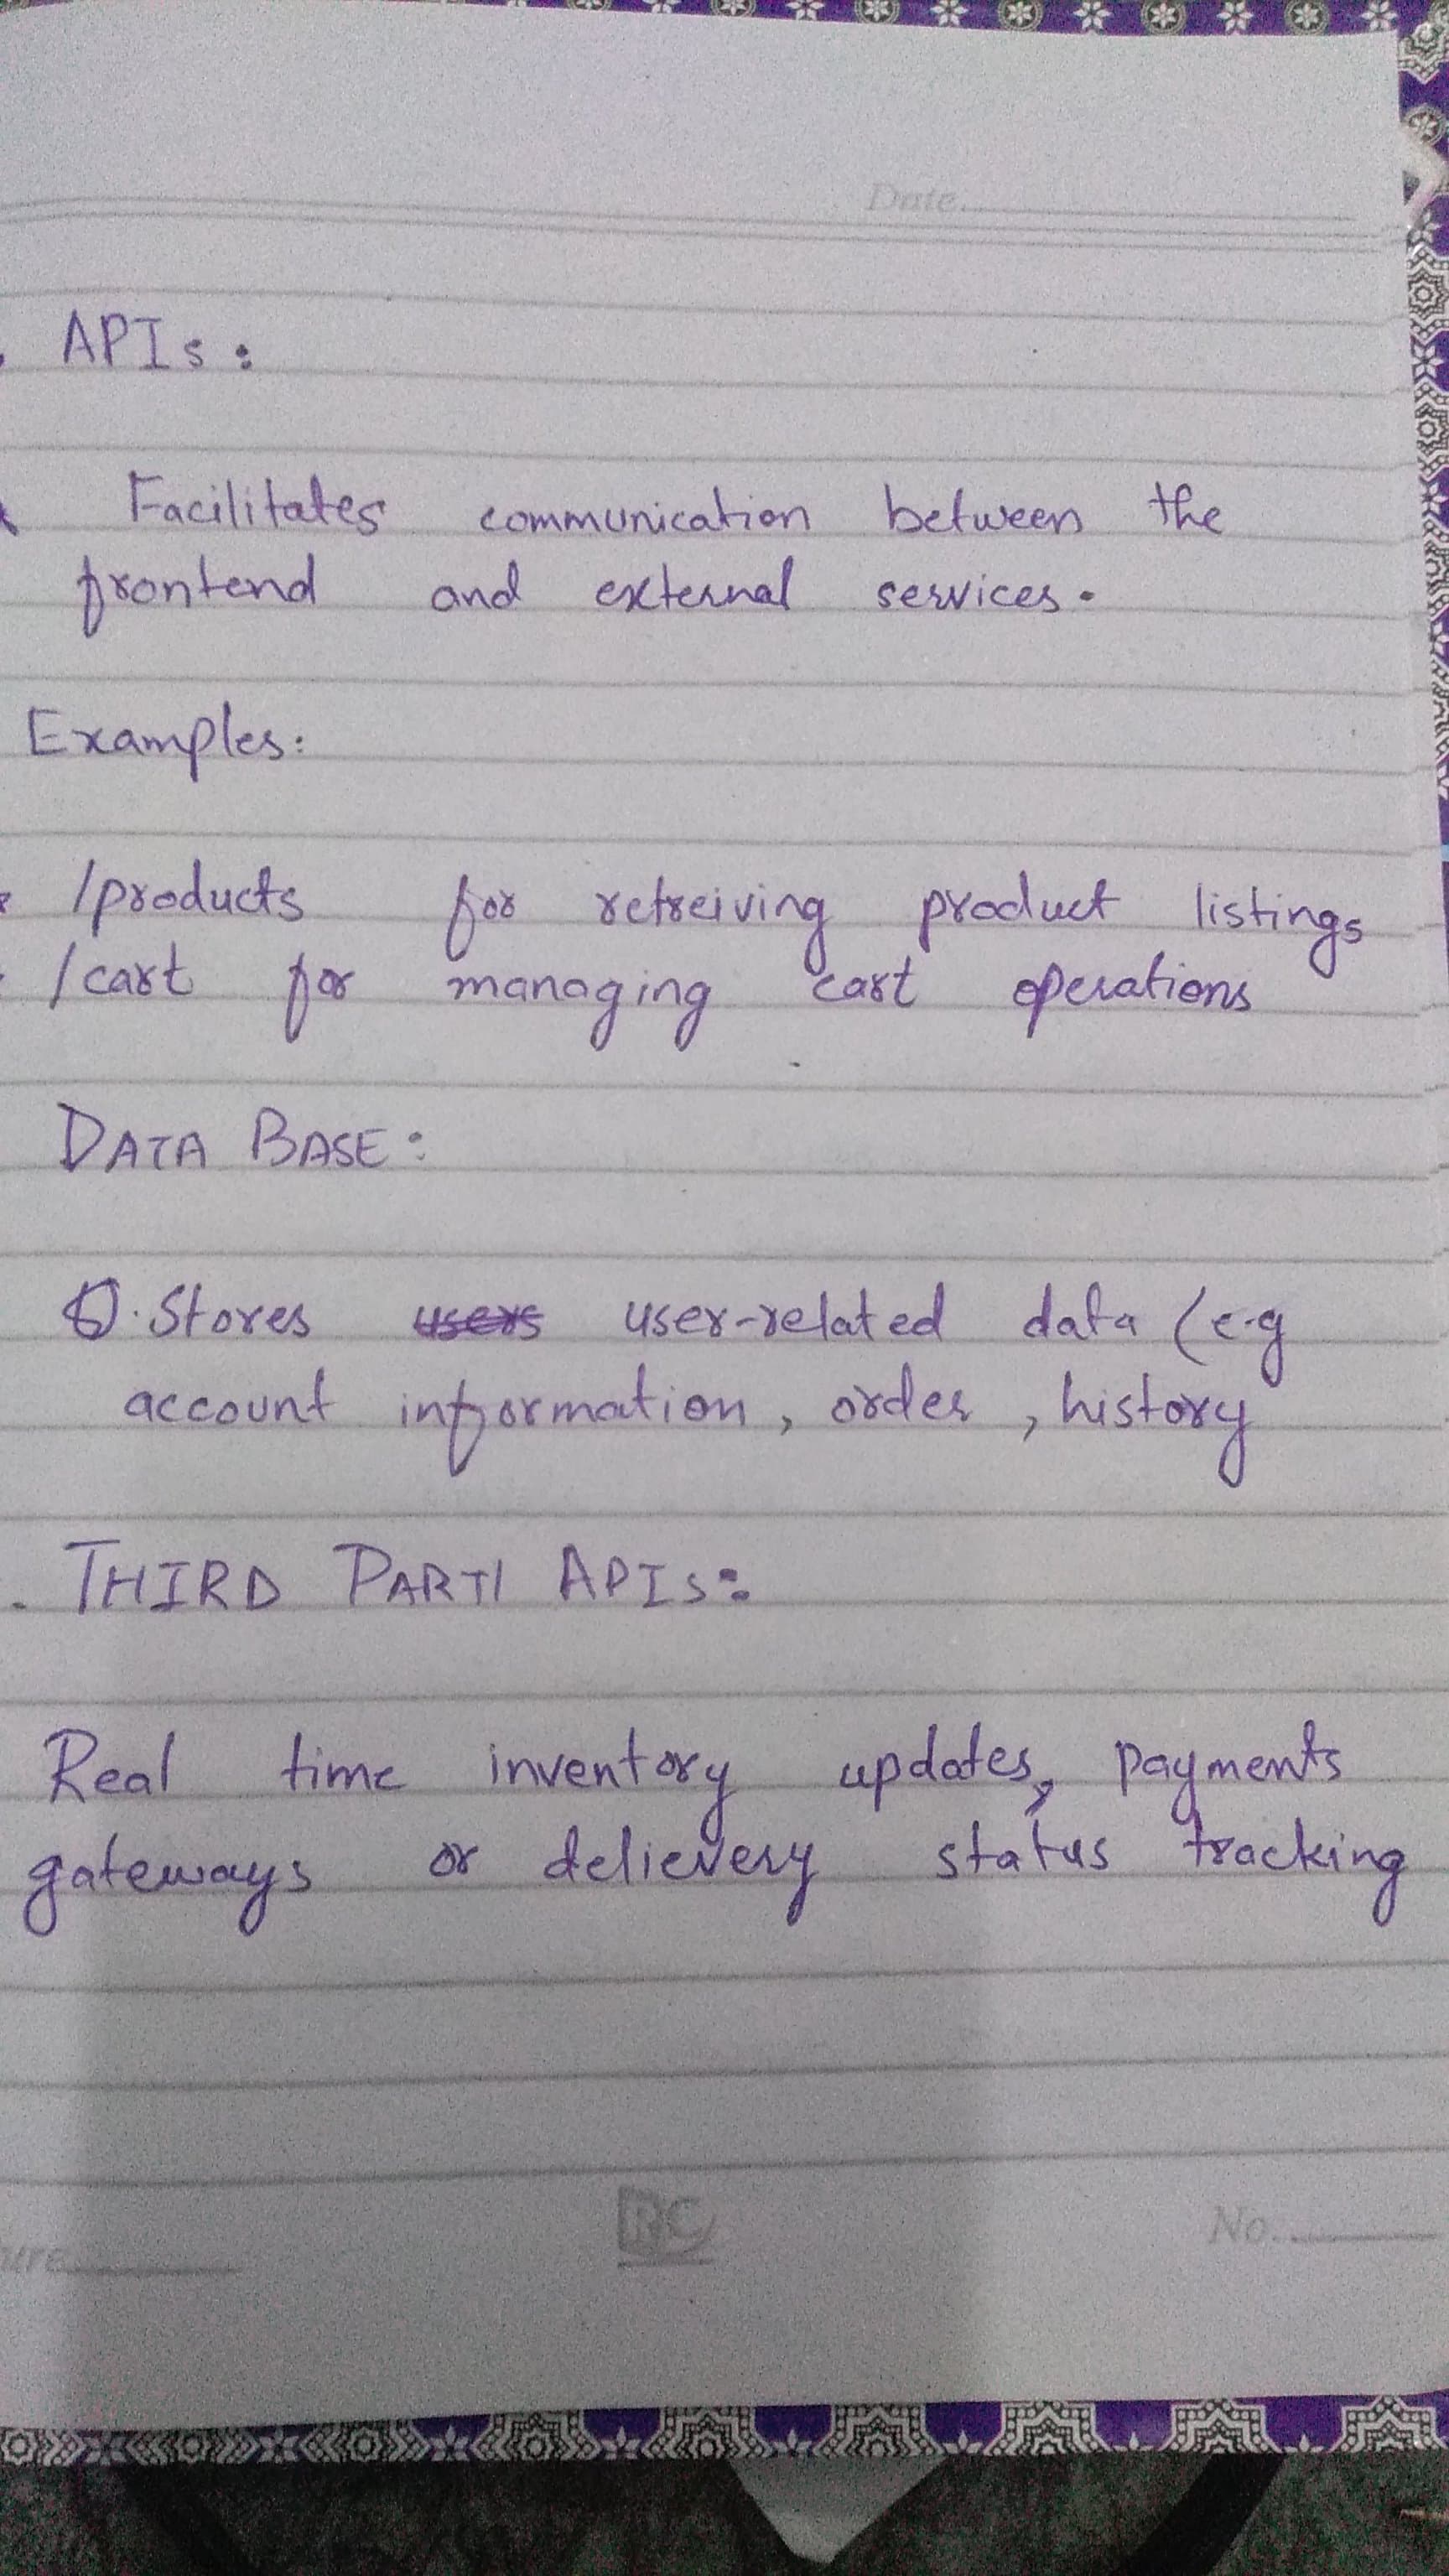 Date.
APIs:
Facilitates communication between the
frontend and external services.
Examples:
/products for retreiving product listings
/cart for managing cart operations
DATA BASE:
Stores users user-related data (e.g
account information, order, history
THIRD PARTI APIs:
Real time inventory updates, payments
gateways or delievery status tracking
RC
No.
ure